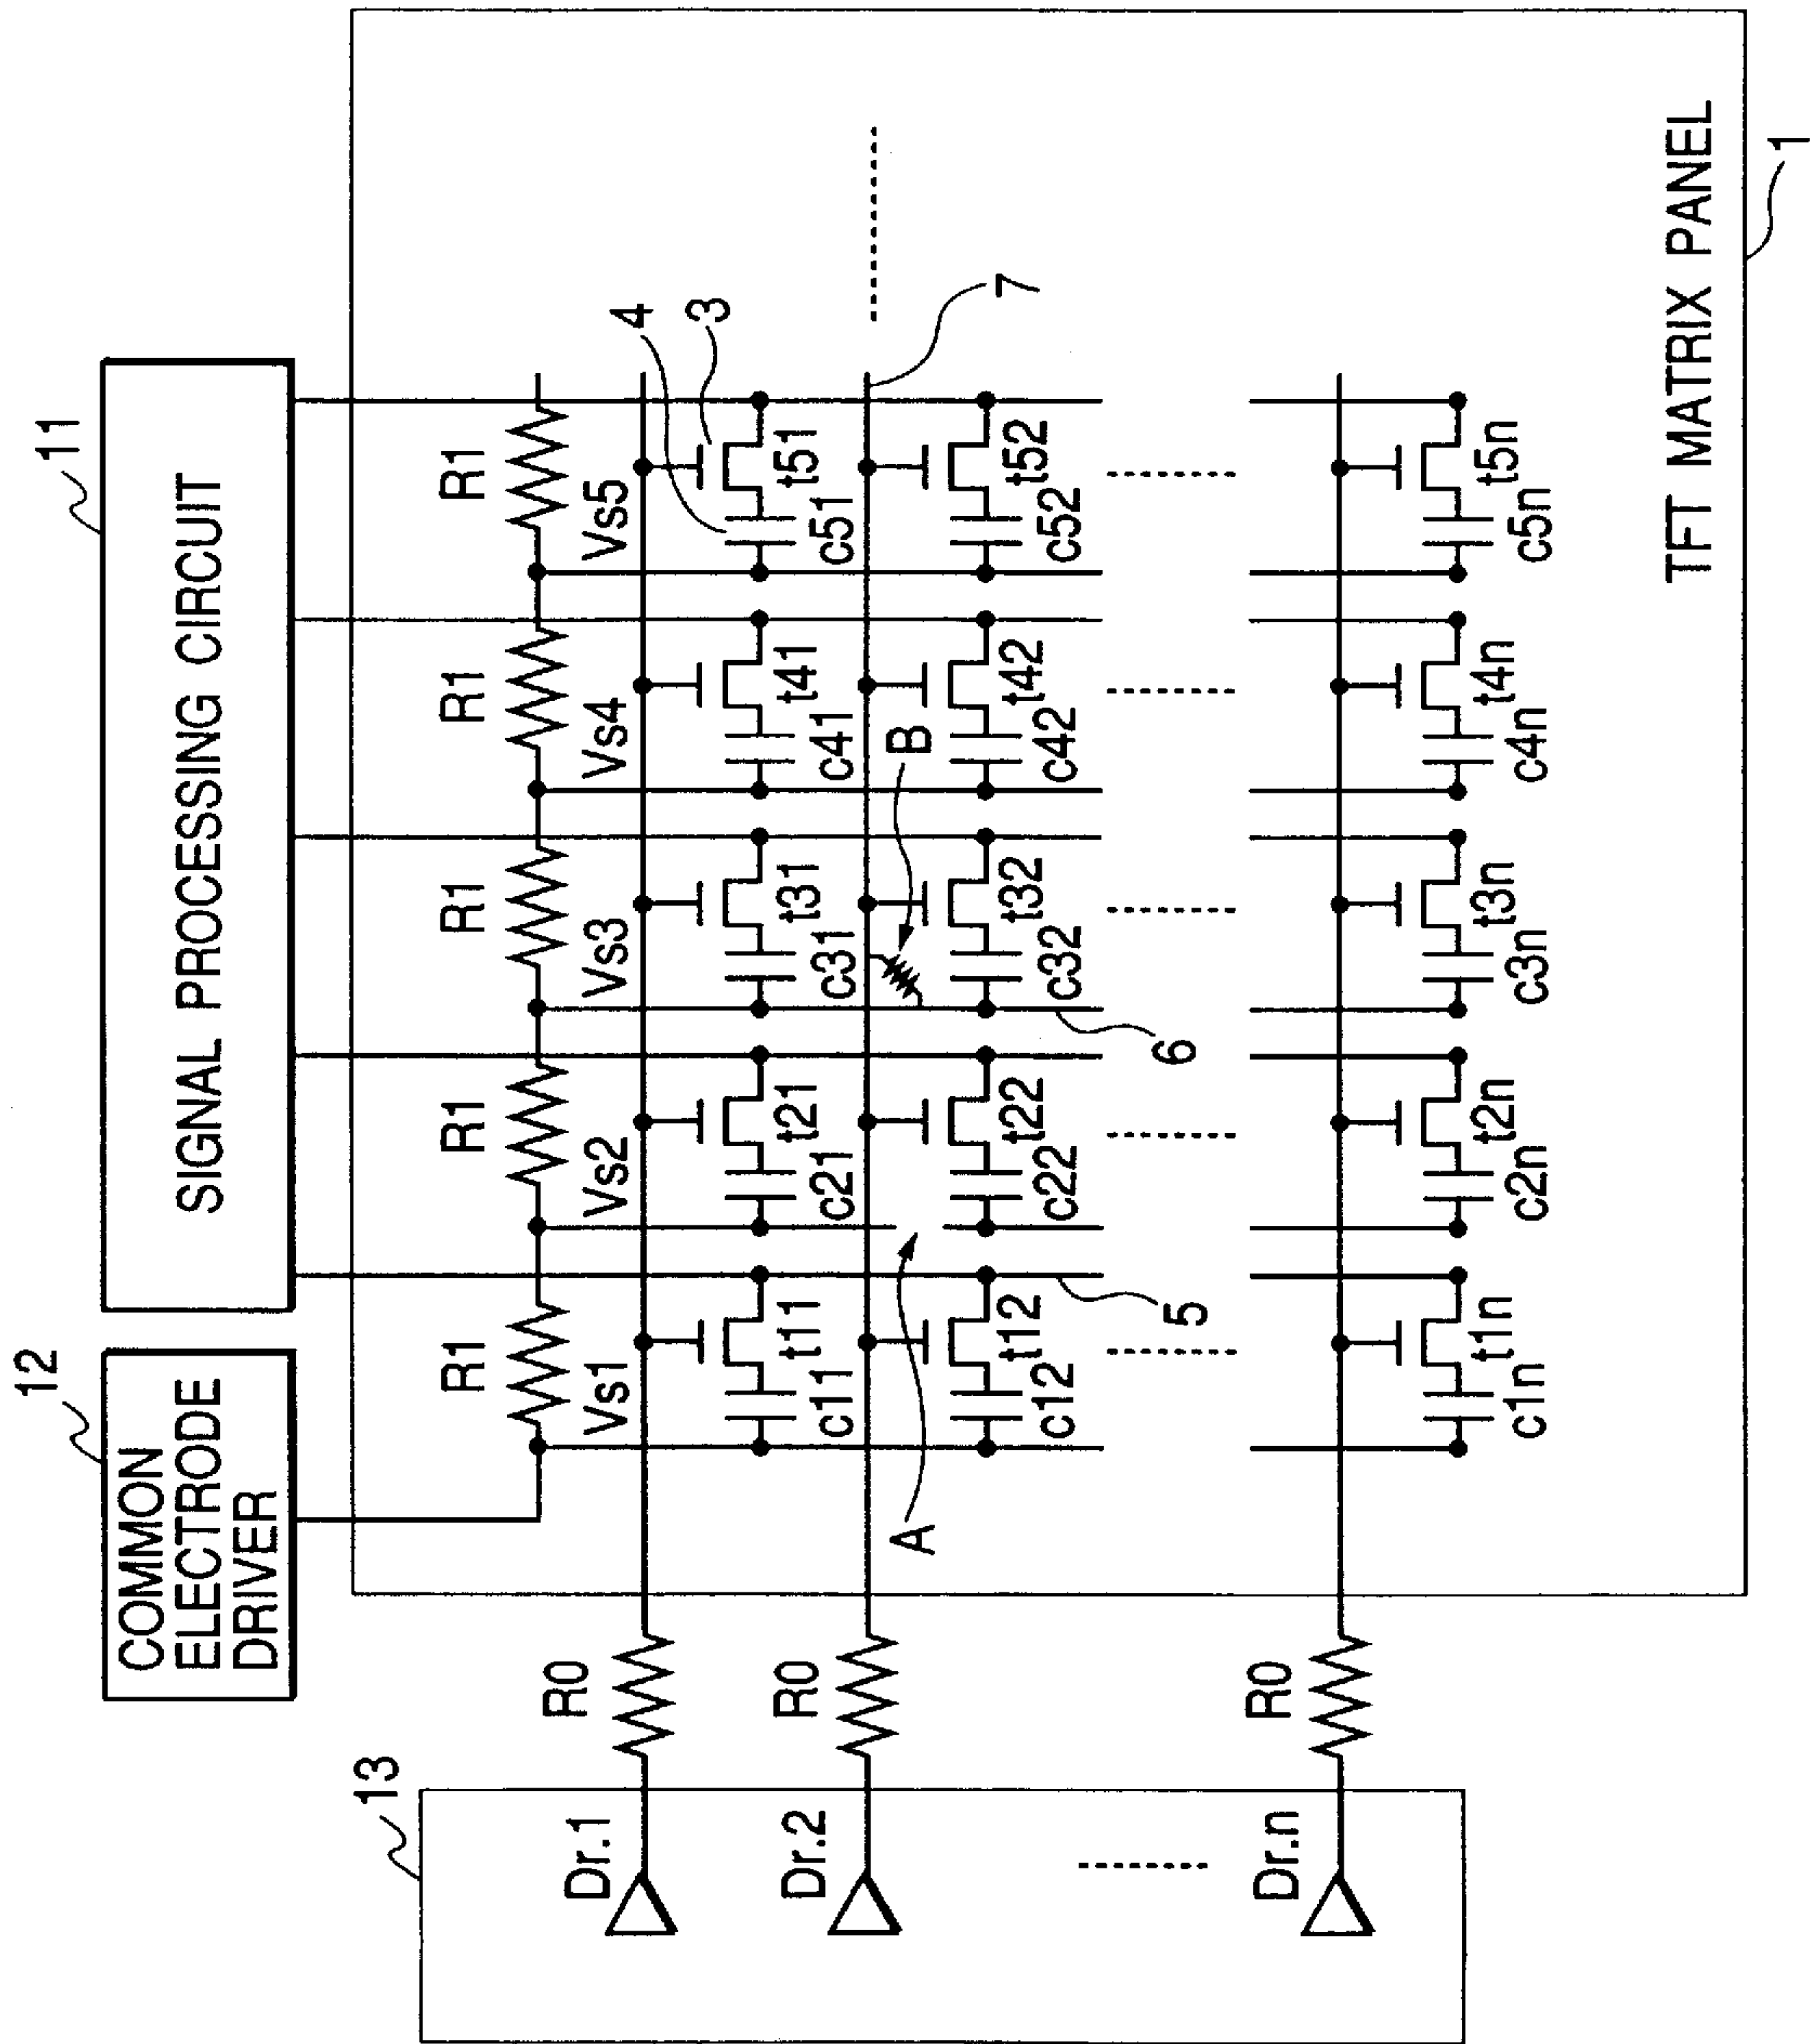 11
SIGNAL PROCESSING CIRCUIT
12
COMMON
ELECTRODE
DRIVER
R1 R1 R1 R1 R1
Vs1 Vs2 Vs3 Vs4 Vs5
4
3
13
Dr.1
R0
t11 t21 t31 t41 t51
c11 c21 c31 c41 c51
7
B
Dr.2
R0
t12 t22 t32 t42 t52
c12 c22 c32 c42 c52
A
5
6
Dr.n
R0
t1n t2n t3n t4n t5n
c1n c2n c3n c4n c5n
TFT MATRIX PANEL
1